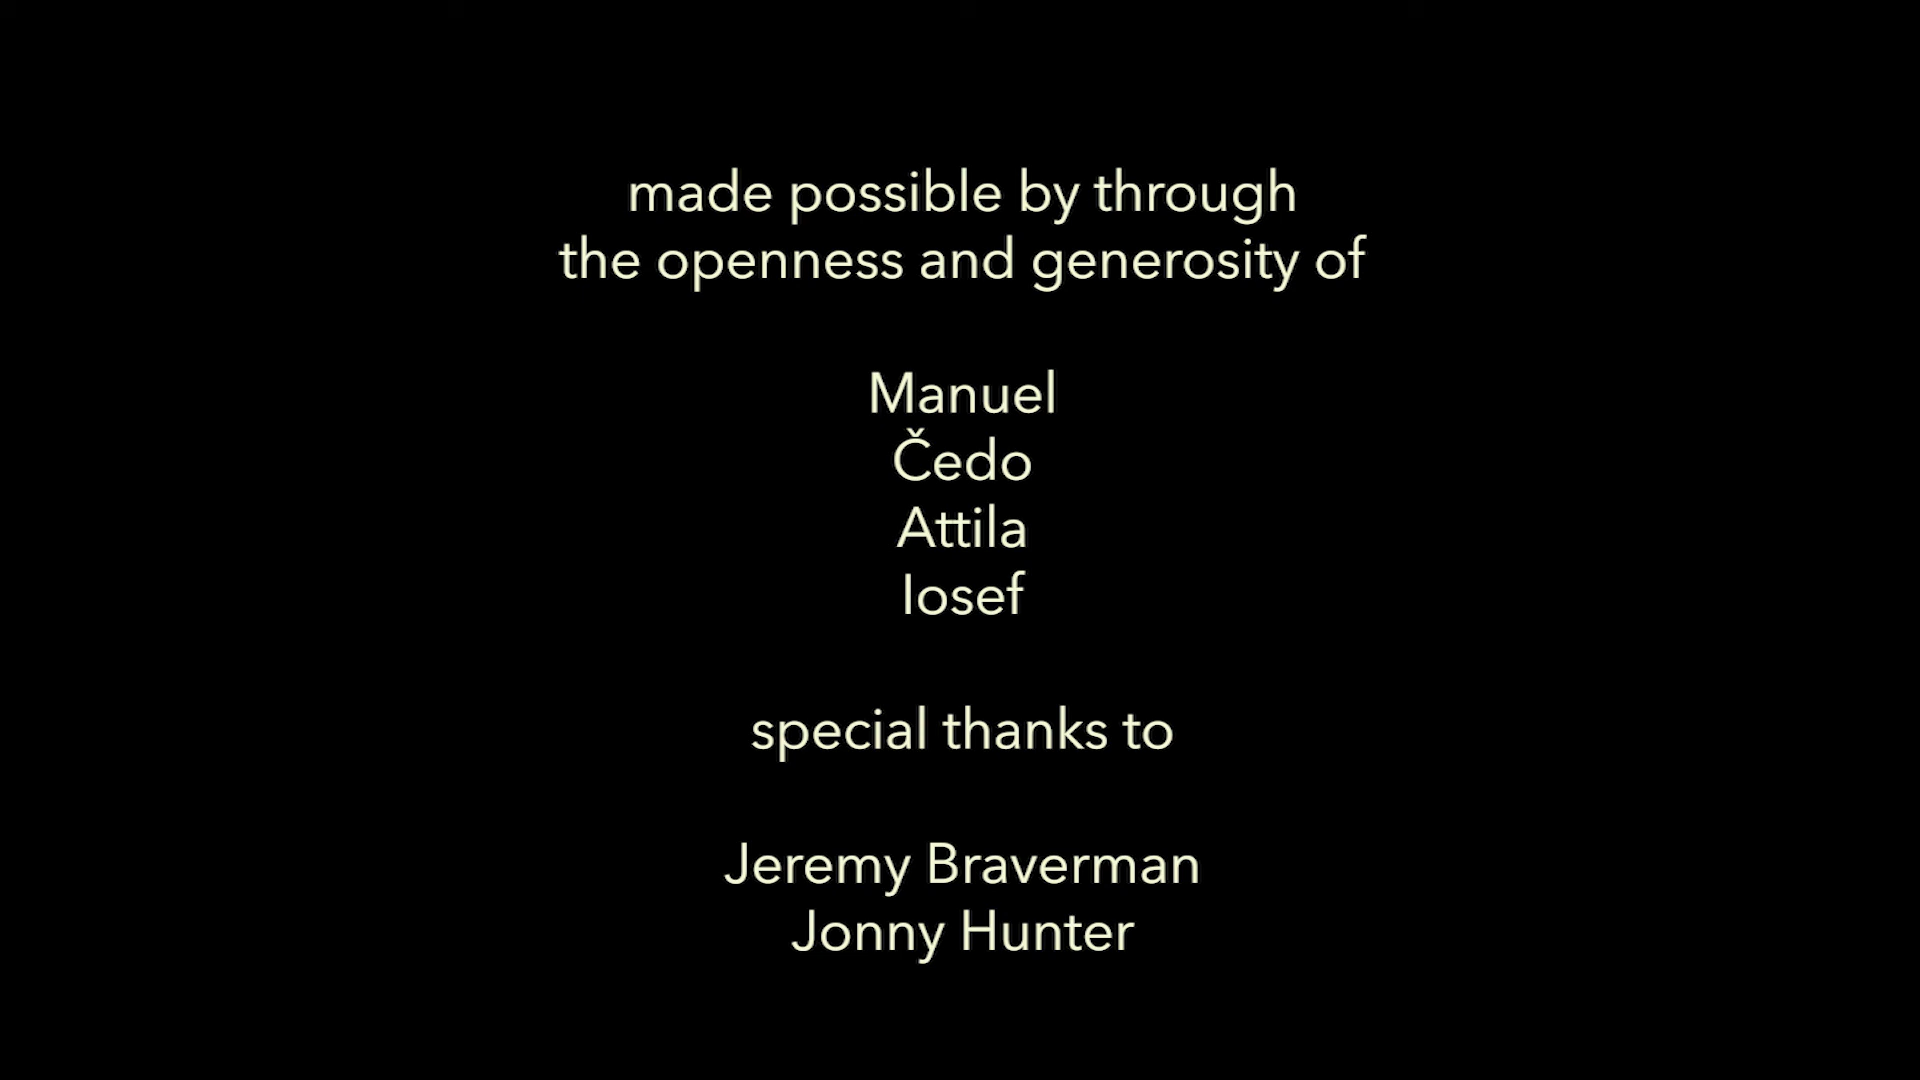 made possible by through
the openness and generosity of
Manuel
Čedo
Attila
Iosef
special thanks to
Jeremy Braverman
Jonny Hunter